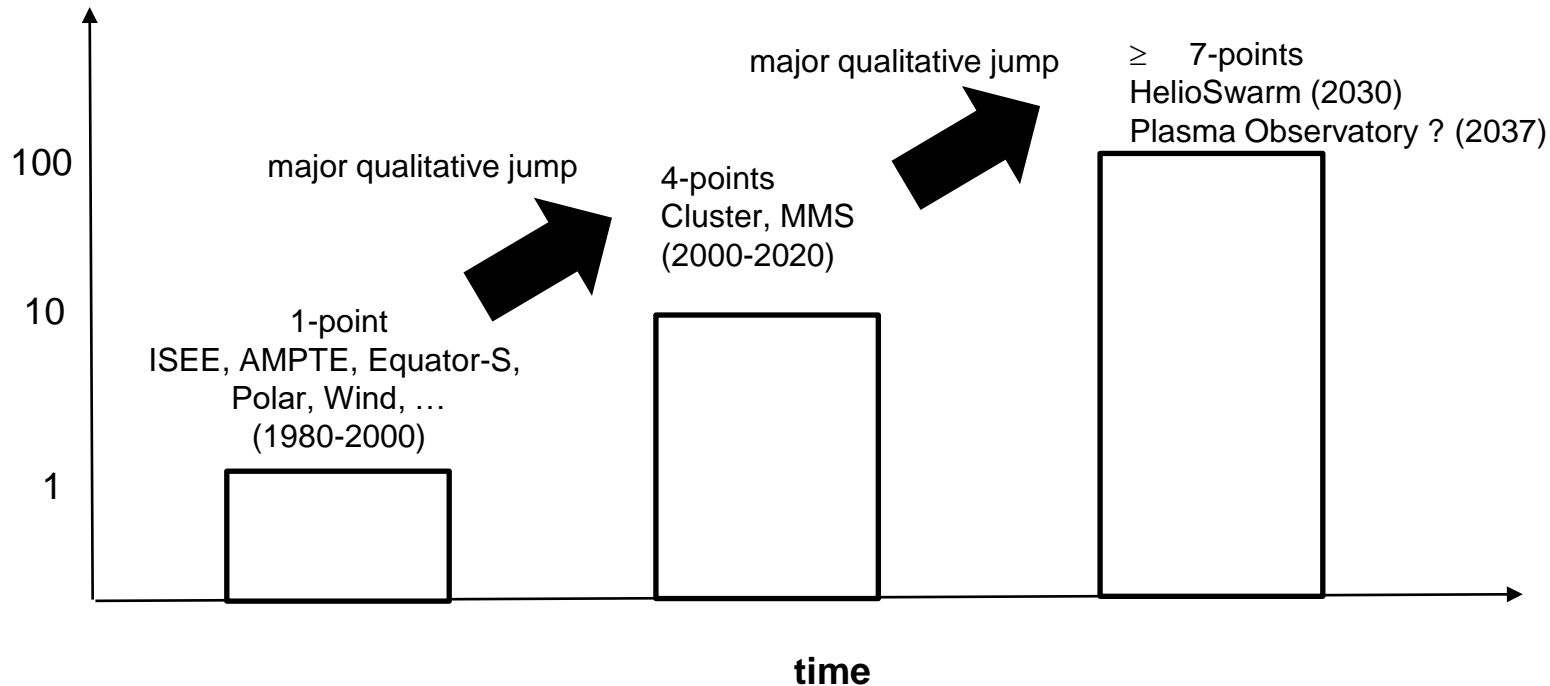 major qualitative jump
≥ 7-points
HelioSwarm (2030)
Plasma Observatory ? (2037)
100
major qualitative jump
4-points
Cluster, MMS
(2000-2020)
10
1-point
ISEE, AMPTE, Equator-S,
Polar, Wind, …
(1980-2000)
1
time